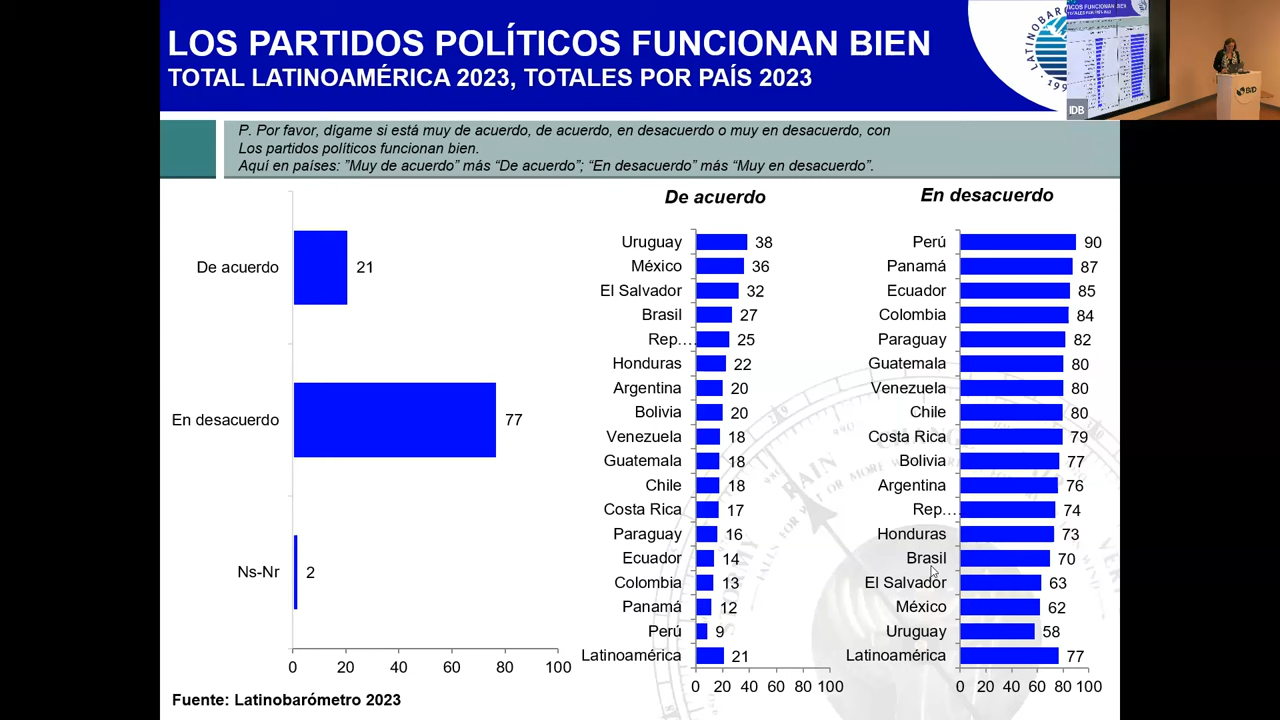 LOS PARTIDOS POLÍTICOS FUNCIONAN BIEN
TOTAL LATINOAMÉRICA 2023, TOTALES POR PAÍS 2023
IDB
BID
P. Por favor, dígame si está muy de acuerdo, de acuerdo, en desacuerdo o muy en desacuerdo, con
Los partidos políticos funcionan bien.
Aquí en países: "Muy de acuerdo" más "De acuerdo"; "En desacuerdo" más "Muy en desacuerdo".
De acuerdo 21
En desacuerdo 77
Ns-Nr 2
0 20 40 60 80 100
De acuerdo
Uruguay 38
México 36
El Salvador 32
Brasil 27
Rep.… 25
Honduras 22
Argentina 20
Bolivia 20
Venezuela 18
Guatemala 18
Chile 18
Costa Rica 17
Paraguay 16
Ecuador 14
Colombia 13
Panamá 12
Perú 9
Latinoamérica 21
0 20 40 60 80 100
En desacuerdo
Perú 90
Panamá 87
Ecuador 85
Colombia 84
Paraguay 82
Guatemala 80
Venezuela 80
Chile 80
Costa Rica 79
Bolivia 77
Argentina 76
Rep.… 74
Honduras 73
Brasil 70
El Salvador 63
México 62
Uruguay 58
Latinoamérica 77
0 20 40 60 80 100
RAIN
CHANGE
Fuente: Latinobarómetro 2023